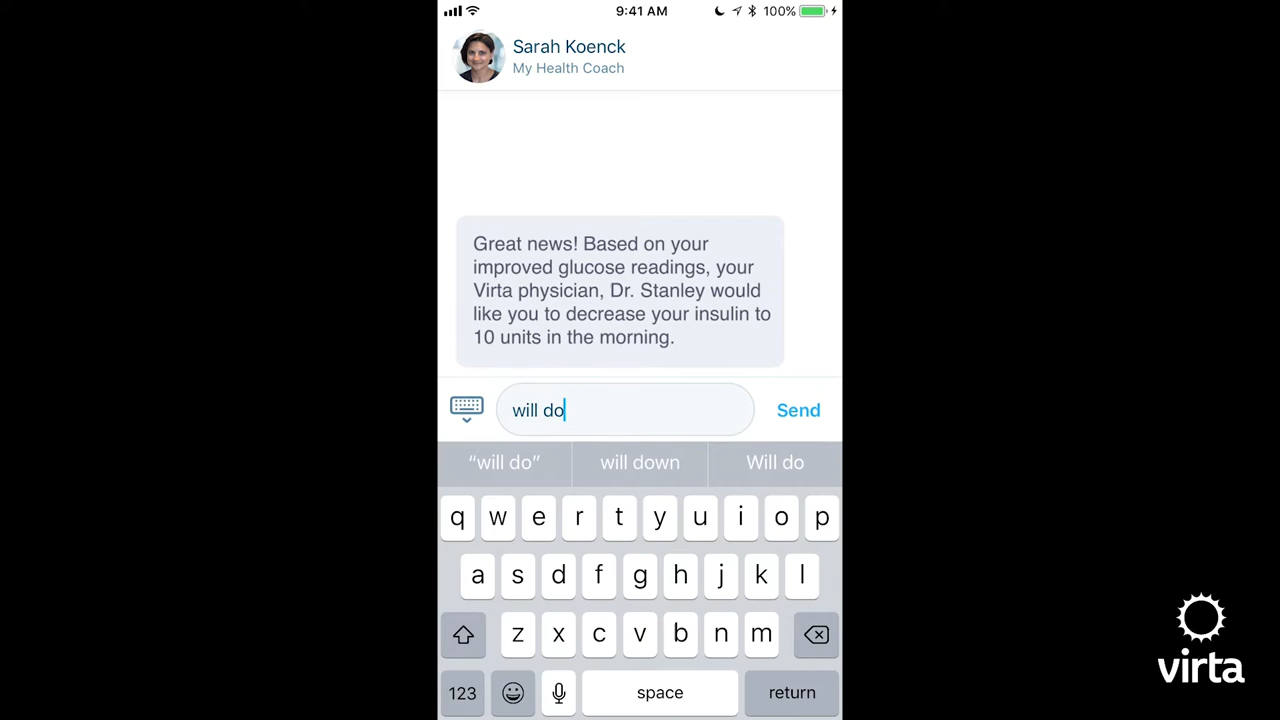 9:41 AM
100%
Sarah Koenck
My Health Coach
Great news! Based on your
improved glucose readings, your
Virta physician, Dr. Stanley would
like you to decrease your insulin to
10 units in the morning.
will do
Send
“will do”
will down
Will do
q w e r t y u i o p
a s d f g h j k l
z x c v b n m
123
space
return
virta